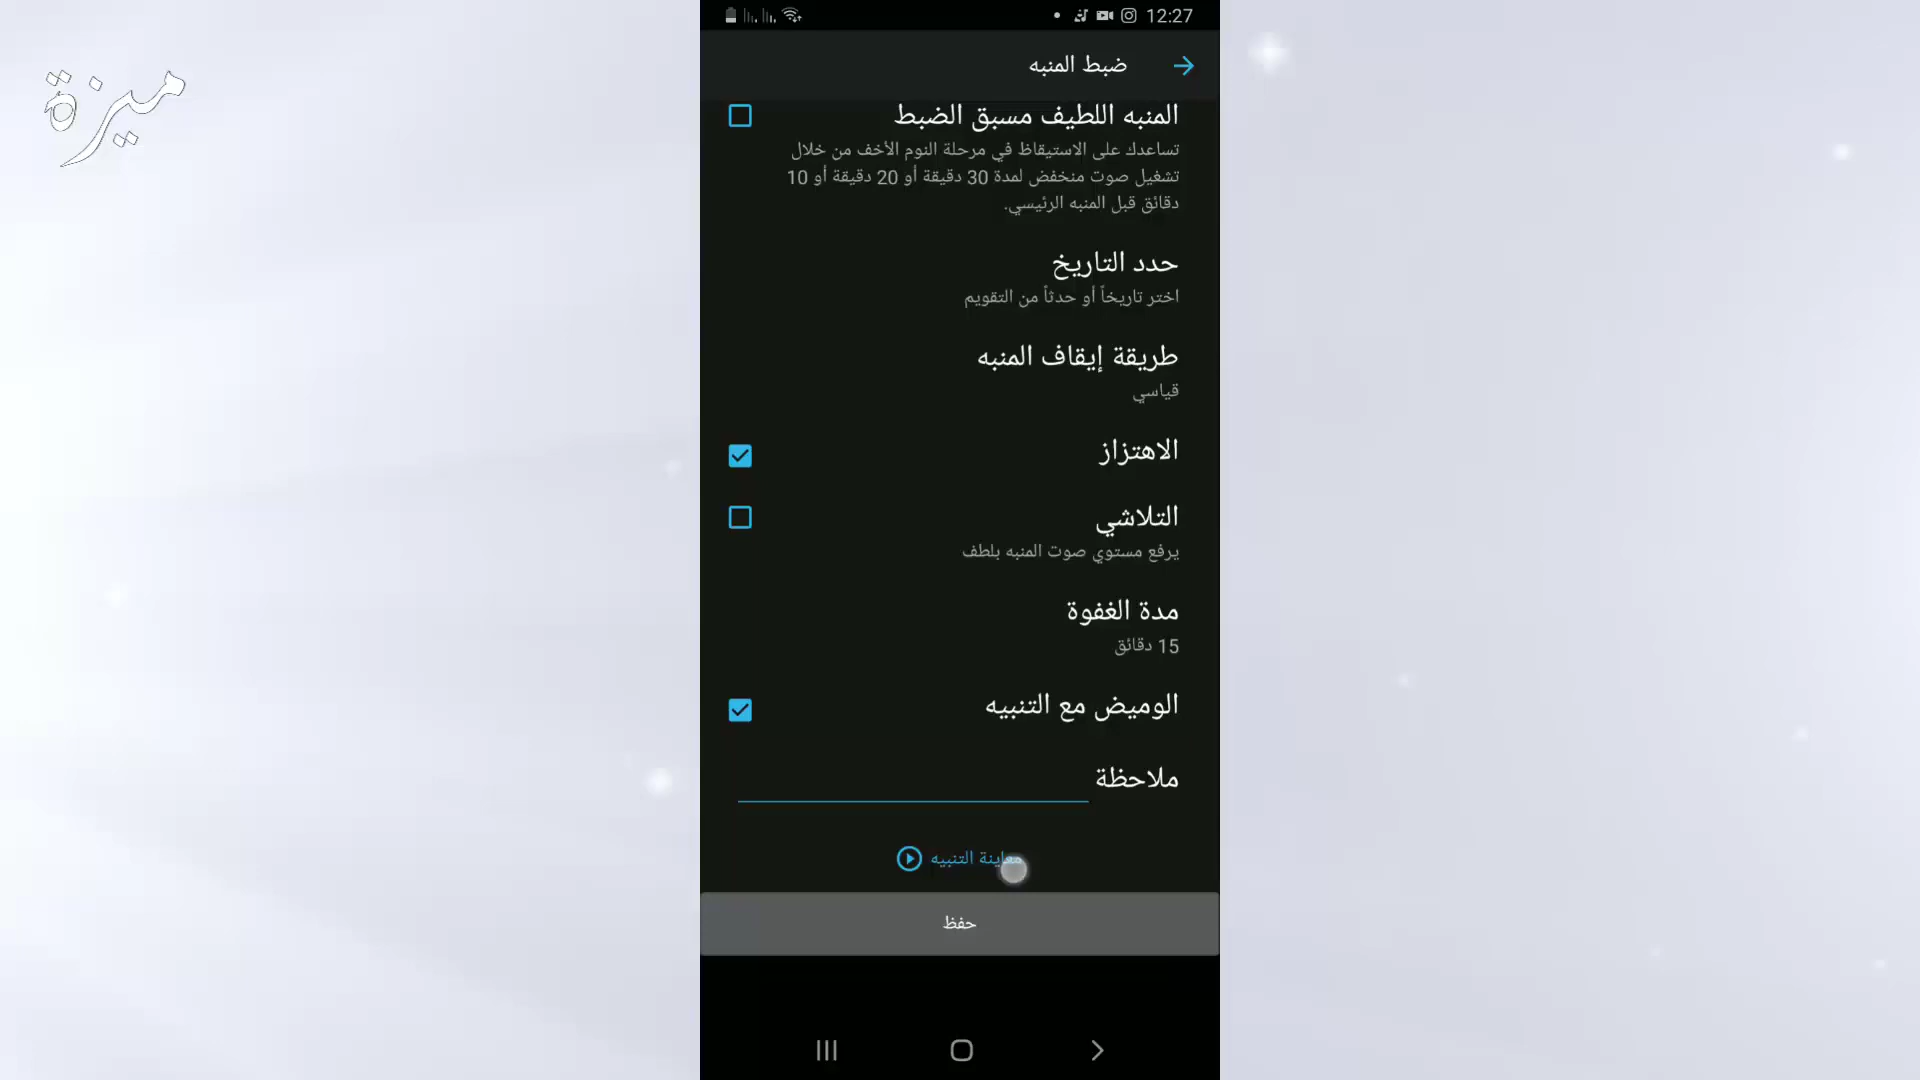 ميزة
12:27
ضبط المنبه
المنبه اللطيف مسبق الضبط
تساعدك على الاستيقاظ في مرحلة النوم الأخف من خلال
تشغيل صوت منخفض لمدة 30 دقيقة أو 20 دقيقة أو 10
دقائق قبل المنبه الرئيسي.
حدد التاريخ
اختر تاريخاً أو حدثاً من التقويم
طريقة إيقاف المنبه
قياسي
الاهتزاز
التلاشي
يرفع مستوي صوت المنبه بلطف
مدة الغفوة
15 دقائق
الوميض مع التنبيه
ملاحظة
معاينة التنبيه
حفظ